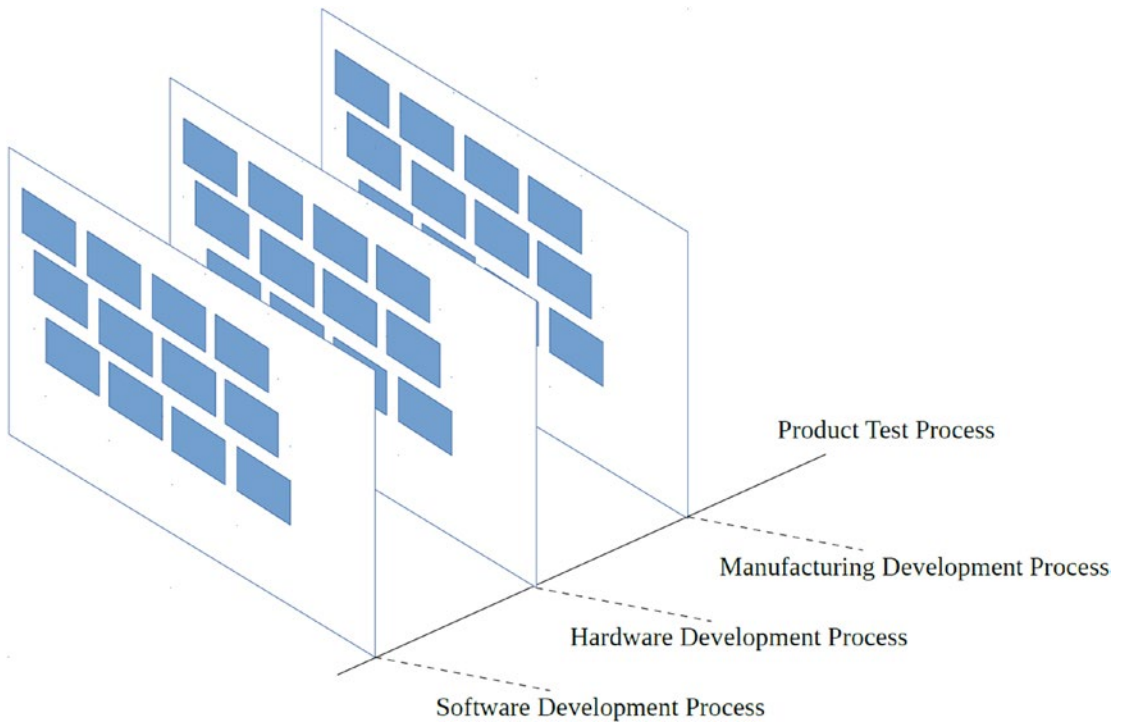 Product Test Process
Manufacturing Development Process
Hardware Development Process
Software Development Process